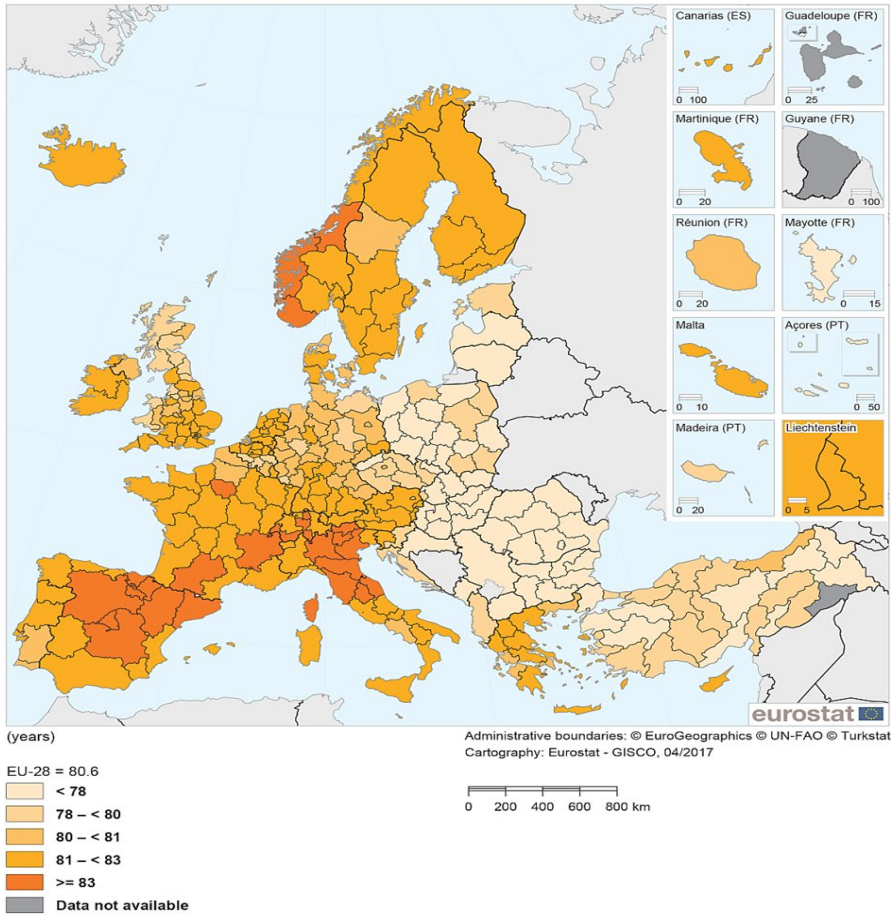 Canarias (ES)
0 100
Guadeloupe (FR)
0 25
Martinique (FR)
0 20
Guyane (FR)
0 100
Réunion (FR)
0 20
Mayotte (FR)
0 15
Malta
0 10
Açores (PT)
0 50
Madeira (PT)
0 20
Liechtenstein
0 5
eurostat
(years)
Administrative boundaries: © EuroGeographics © UN-FAO © Turkstat
Cartography: Eurostat - GISCO, 04/2017
EU-28 = 80.6
< 78
78 – < 80
80 – < 81
81 – < 83
>= 83
Data not available
0 200 400 600 800 km